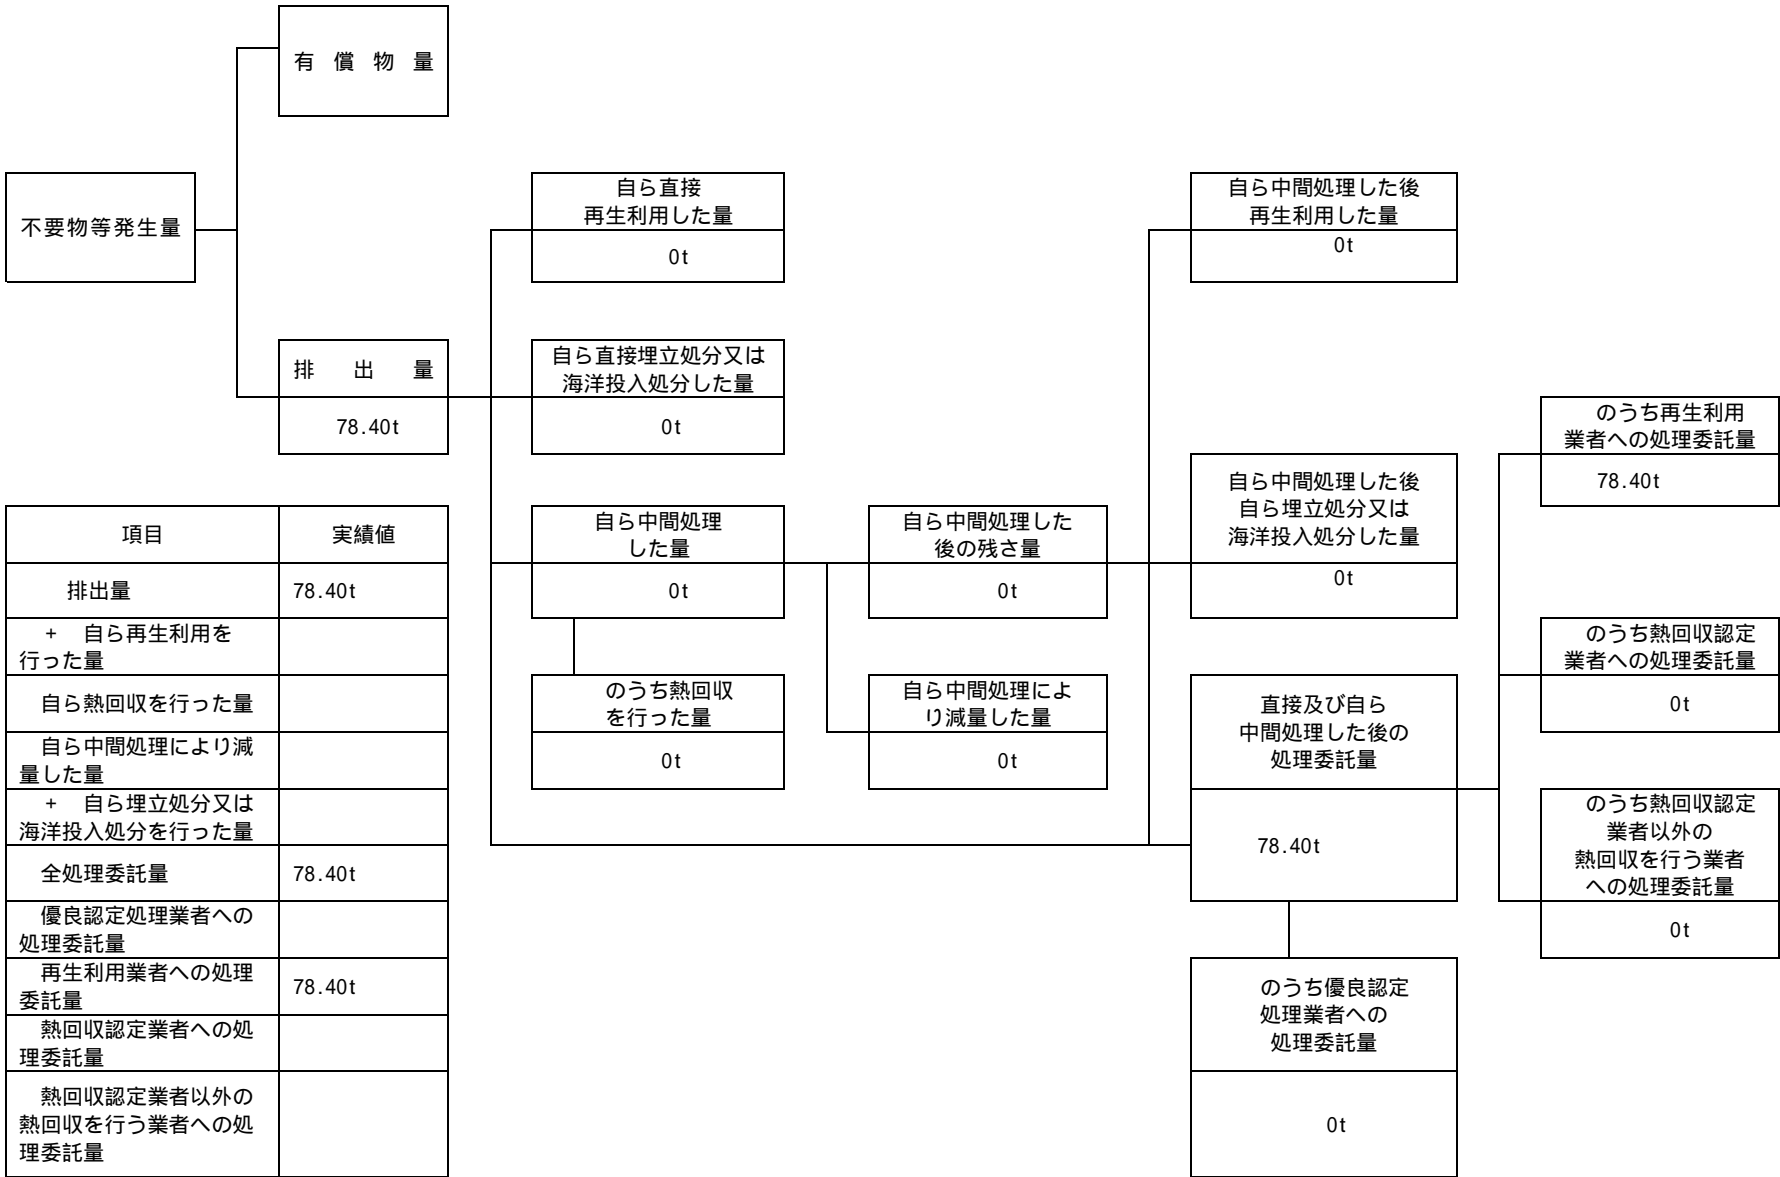 有 償 物 量
不要物等発生量
自ら直接
再生利用した量
0t
自ら中間処理した後
再生利用した量
0t
排 出 量
78.40t
自ら直接埋立処分又は
海洋投入処分した量
0t
のうち再生利用
業者への処理委託量
78.40t
自ら中間処理した後
自ら埋立処分又は
海洋投入処分した量
0t
自ら中間処理
した量
0t
自ら中間処理した
後の残さ量
0t
のうち熱回収認定
業者への処理委託量
0t
のうち熱回収
を行った量
0t
自ら中間処理によ
り減量した量
0t
直接及び自ら
中間処理した後の
処理委託量
78.40t
のうち熱回収認定
業者以外の
熱回収を行う業者
への処理委託量
0t
のうち優良認定
処理業者への
処理委託量
0t
項目 実績値
排出量 78.40t
+ 自ら再生利用を
行った量
自ら熱回収を行った量
自ら中間処理により減
量した量
+ 自ら埋立処分又は
海洋投入処分を行った量
全処理委託量 78.40t
優良認定処理業者への
処理委託量
再生利用業者への処理
委託量 78.40t
熱回収認定業者への処
理委託量
熱回収認定業者以外の
熱回収を行う業者への処
理委託量